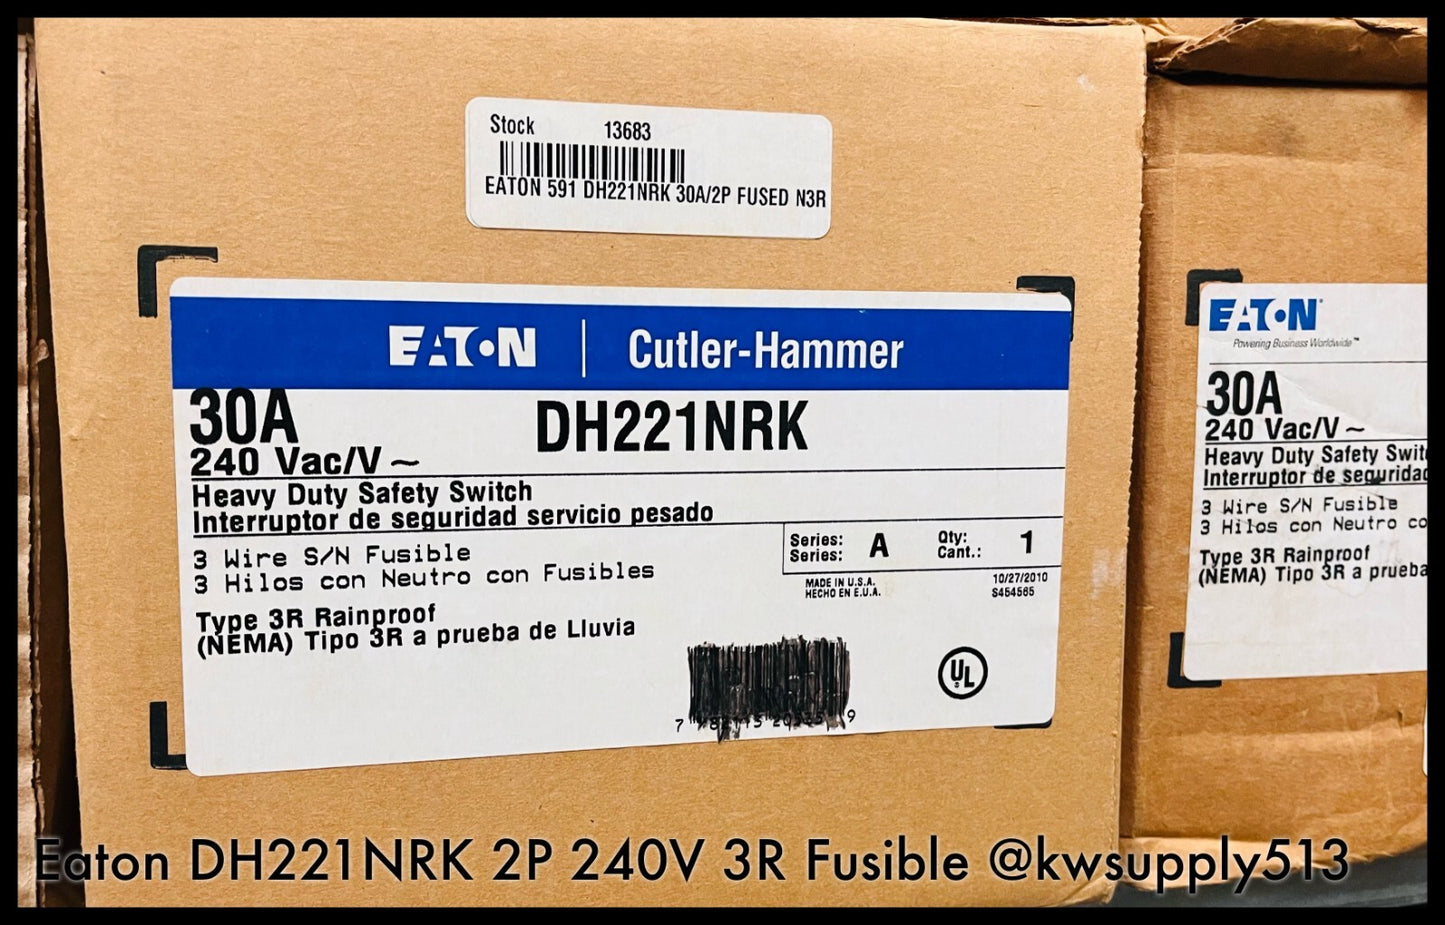 Stock 13683
EATON 591 DH221NRK 30A/2P FUSED N3R
EATON | Cutler-Hammer
30A DH221NRK
240 Vac/V ~
Heavy Duty Safety Switch
Interruptor de seguridad servicio pesado
3 Wire S/N Fusible
3 Hilos con Neutro con Fusibles
Type 3R Rainproof
(NEMA) Tipo 3R a prueba de Lluvia
Series: A Qty: 1
Series: Cant.:
MADE IN U.S.A. 10/27/2010
HECHO EN E.U.A. S454565
UL
EATON
Powering Business Worldwide™
30A
240 Vac/V ~
Heavy Duty Safety Swit
Interruptor de seguridad
3 Wire S/N Fusible
3 Hilos con Neutro co
Type 3R Rainproof
(NEMA) Tipo 3R a prueba
Eaton DH221NRK 2P 240V 3R Fusible @kwsupply513